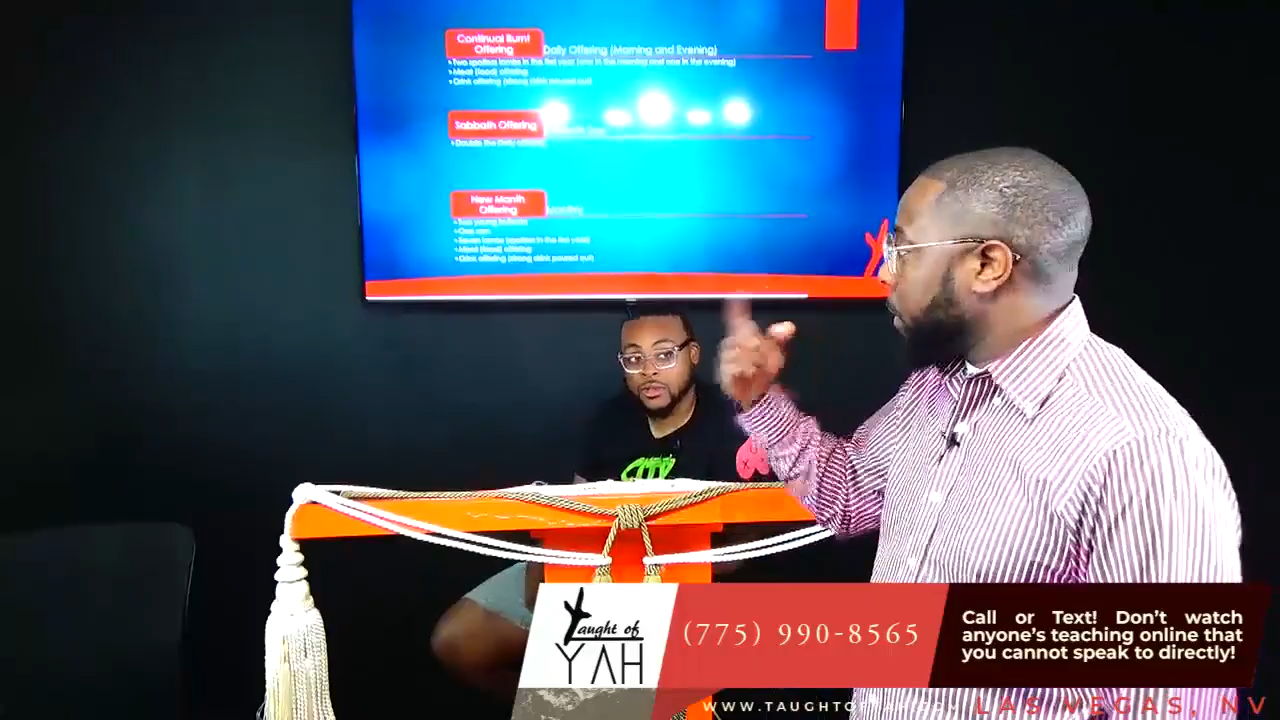 Continual Burnt
Offering
Daily Offering (Morning and Evening)
• Two spotless lambs in the first year (one in the morning and one in the evening)
• Meat (food) offering
• Drink offering (strong drink poured out)
Sabbath Offering
• Double the Daily
New Month
Offering
• Two young bullocks
• One ram
• Seven lambs (spotless in the first year)
• Meat (food) offering
• Drink offering (strong drink poured out)
CITY
Taught of
YAH
(775) 990-8565
Call or Text! Don't watch
anyone's teaching online that
you cannot speak to directly!
LAS VEGAS, NV